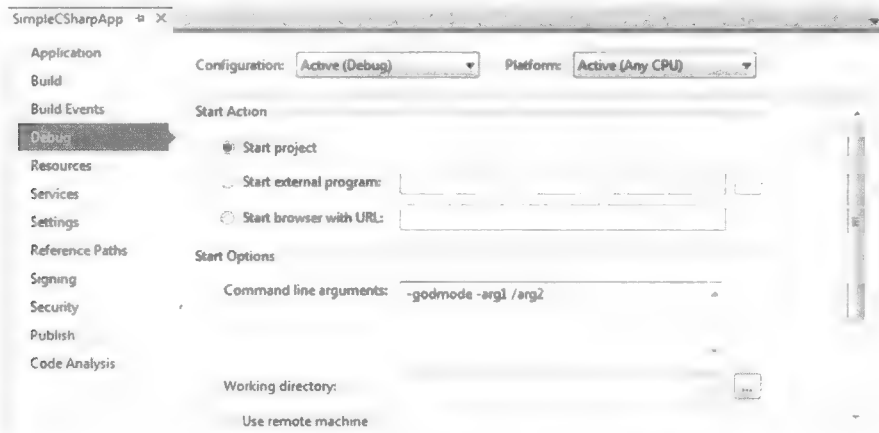 SimpleCSharpApp
Application
Build
Build Events
Debug
Resources
Services
Settings
Reference Paths
Signing
Security
Publish
Code Analysis
Configuration: Active (Debug) Platform: Active (Any CPU)
Start Action
Start project
Start external program:
Start browser with URL:
Start Options
Command line arguments: -godmode -arg1 /arg2
Working directory: ...
Use remote machine